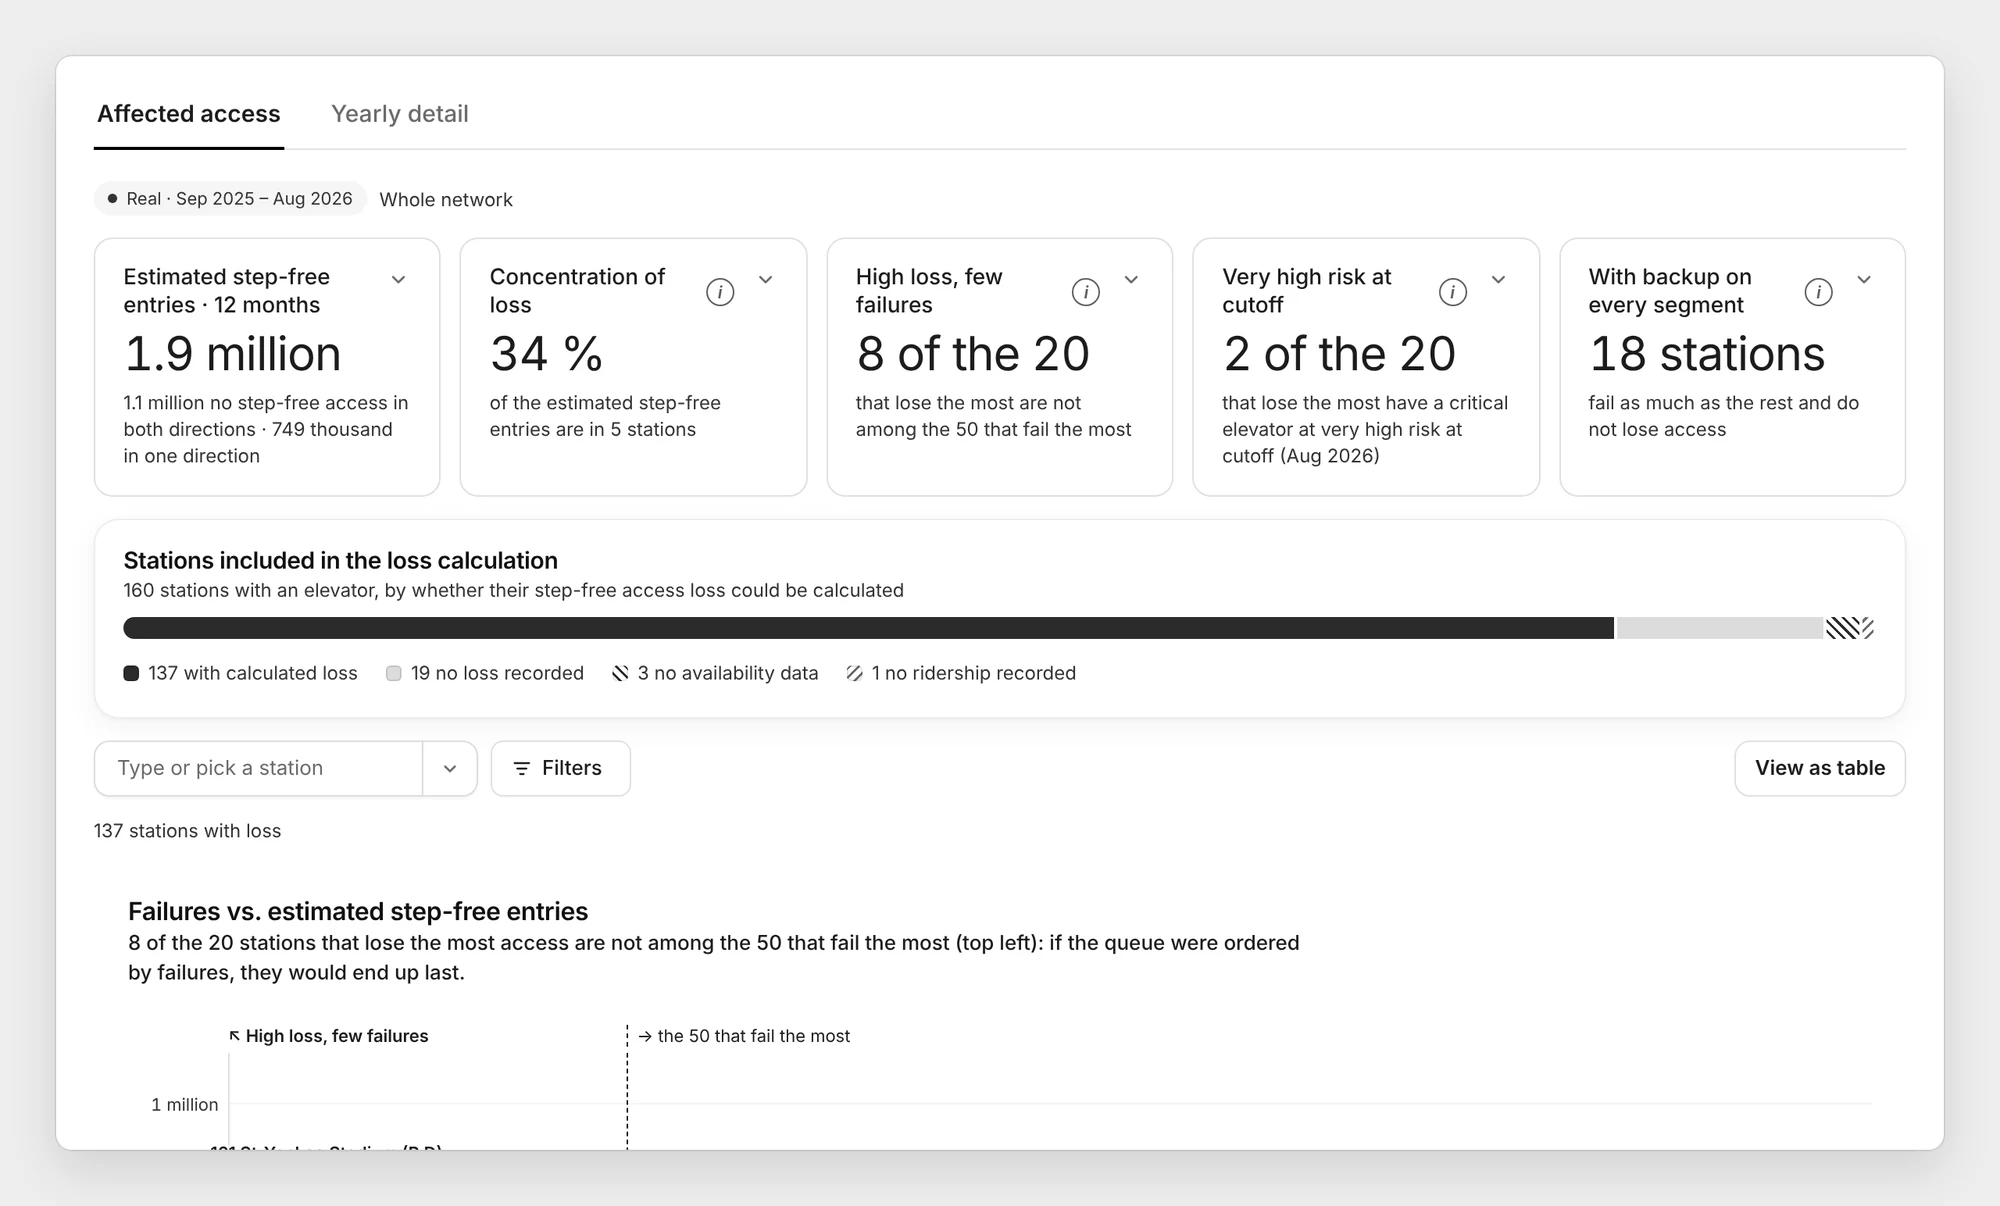 Affected access
Yearly detail
Real · Sep 2025 – Aug 2026
Whole network
Estimated step-free
entries · 12 months
1.9 million
1.1 million no step-free access in
both directions · 749 thousand
in one direction
Concentration of
loss
34 %
of the estimated step-free
entries are in 5 stations
High loss, few
failures
8 of the 20
that lose the most are not
among the 50 that fail the most
Very high risk at
cutoff
2 of the 20
that lose the most have a critical
elevator at very high risk at
cutoff (Aug 2026)
With backup on
every segment
18 stations
fail as much as the rest and do
not lose access
Stations included in the loss calculation
160 stations with an elevator, by whether their step-free access loss could be calculated
137 with calculated loss
19 no loss recorded
3 no availability data
1 no ridership recorded
Type or pick a station
Filters
View as table
137 stations with loss
Failures vs. estimated step-free entries
8 of the 20 stations that lose the most access are not among the 50 that fail the most (top left): if the queue were ordered
by failures, they would end up last.
↖ High loss, few failures
→ the 50 that fail the most
1 million